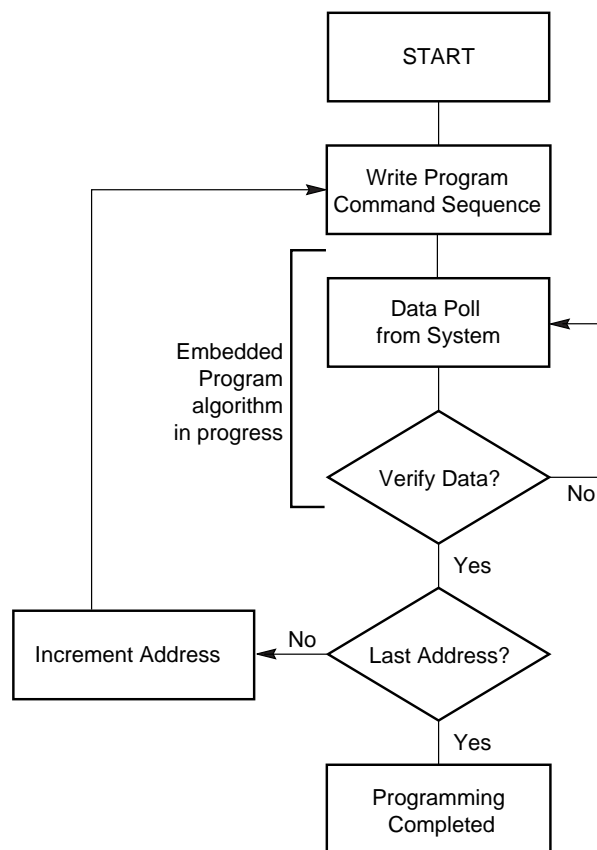 START
Write Program
Command Sequence
Data Poll
from System
Embedded
Program
algorithm
in progress
Verify Data?
No
Yes
Increment Address
No
Last Address?
Yes
Programming
Completed